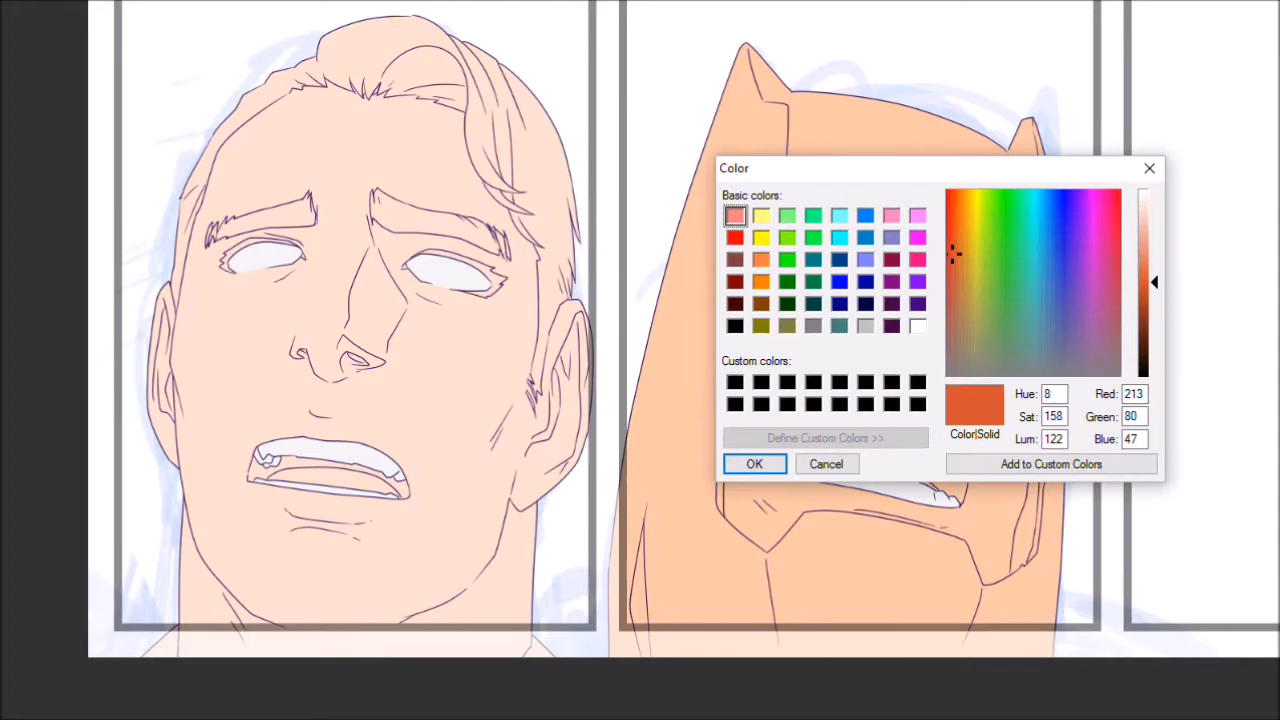 Color
Basic colors:
Custom colors:
Define Custom Colors >>
OK
Cancel
Color|Solid
Hue: 8
Sat: 158
Lum: 122
Red: 213
Green: 80
Blue: 47
Add to Custom Colors